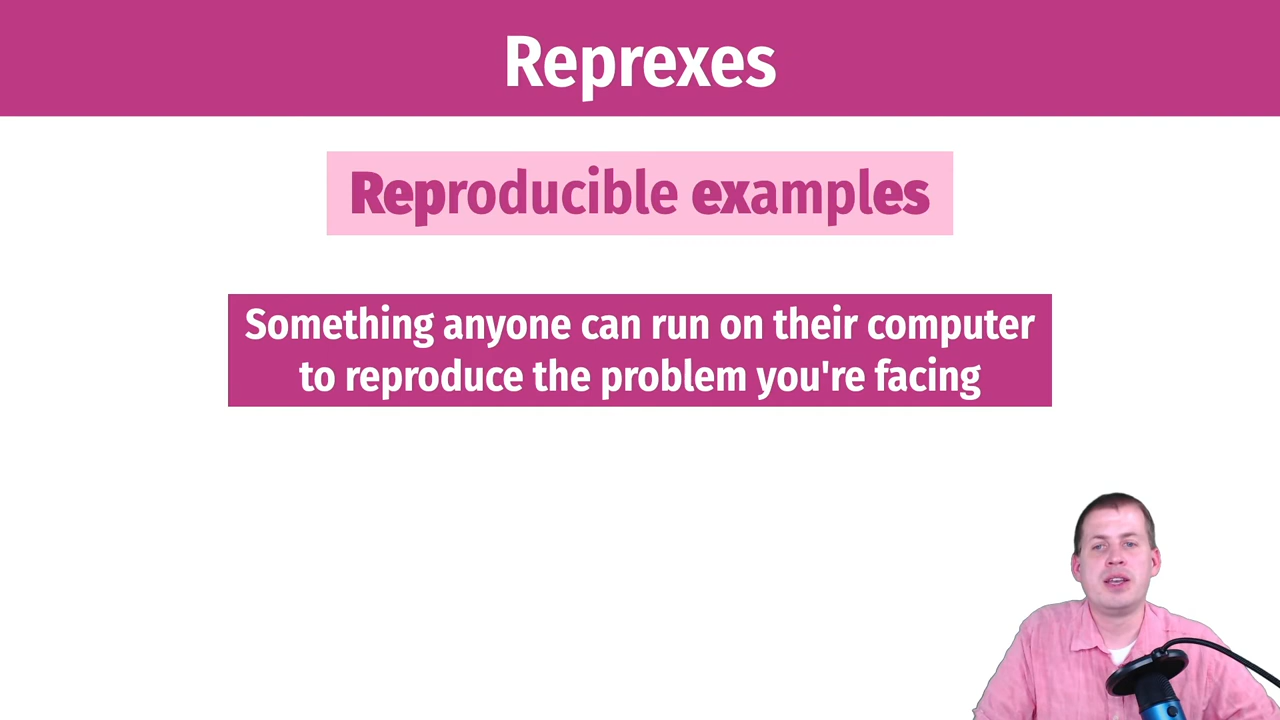 Reprexes
Reproducible examples
Something anyone can run on their computer
to reproduce the problem you're facing